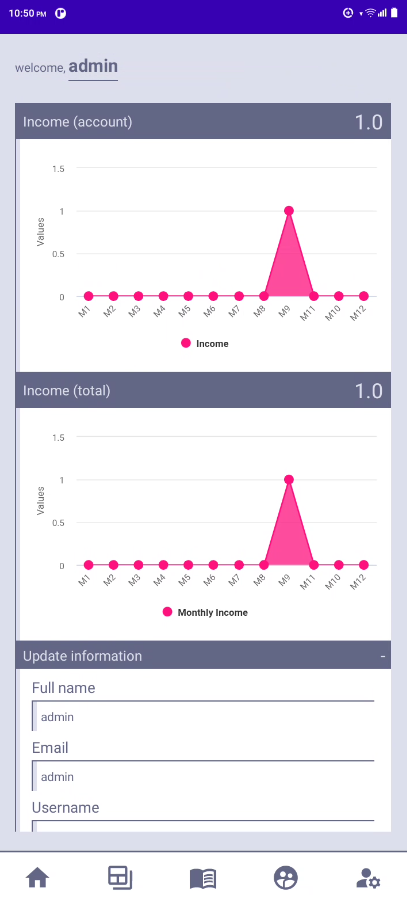 10:50 PM
welcome, admin
Income (account) 1.0
1.5
1
0.5
0
Values
M1 M2 M3 M4 M5 M6 M7 M8 M9 M11 M10 M12
Income
Income (total) 1.0
1.5
1
0.5
0
Values
M1 M2 M3 M4 M5 M6 M7 M8 M9 M11 M10 M12
Monthly Income
Update information -
Full name
admin
Email
admin
Username